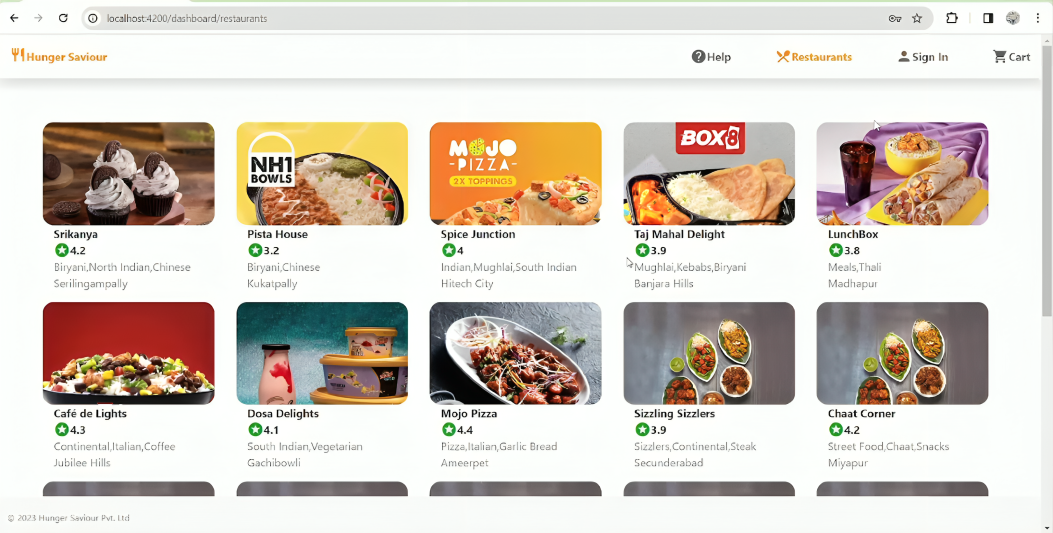 localhost:4200/dashboard/restaurants
Hunger Saviour
Help
Restaurants
Sign In
Cart
NH1
BOWLS
MOJO
-PIZZA-
2X TOPPINGS
BOX8
Srikanya
4.2
Biryani,North Indian,Chinese
Serilingampally
Pista House
3.2
Biryani,Chinese
Kukatpally
Spice Junction
4
Indian,Mughlai,South Indian
Hitech City
Taj Mahal Delight
3.9
Mughlai,Kebabs,Biryani
Banjara Hills
LunchBox
3.8
Meals,Thali
Madhapur
Café de Lights
4.3
Continental,Italian,Coffee
Jubilee Hills
Dosa Delights
4.1
South Indian,Vegetarian
Gachibowli
Mojo Pizza
4.4
Pizza,Italian,Garlic Bread
Ameerpet
Sizzling Sizzlers
3.9
Sizzlers,Continental,Steak
Secunderabad
Chaat Corner
4.2
Street Food,Chaat,Snacks
Miyapur
© 2023 Hunger Saviour Pvt. Ltd